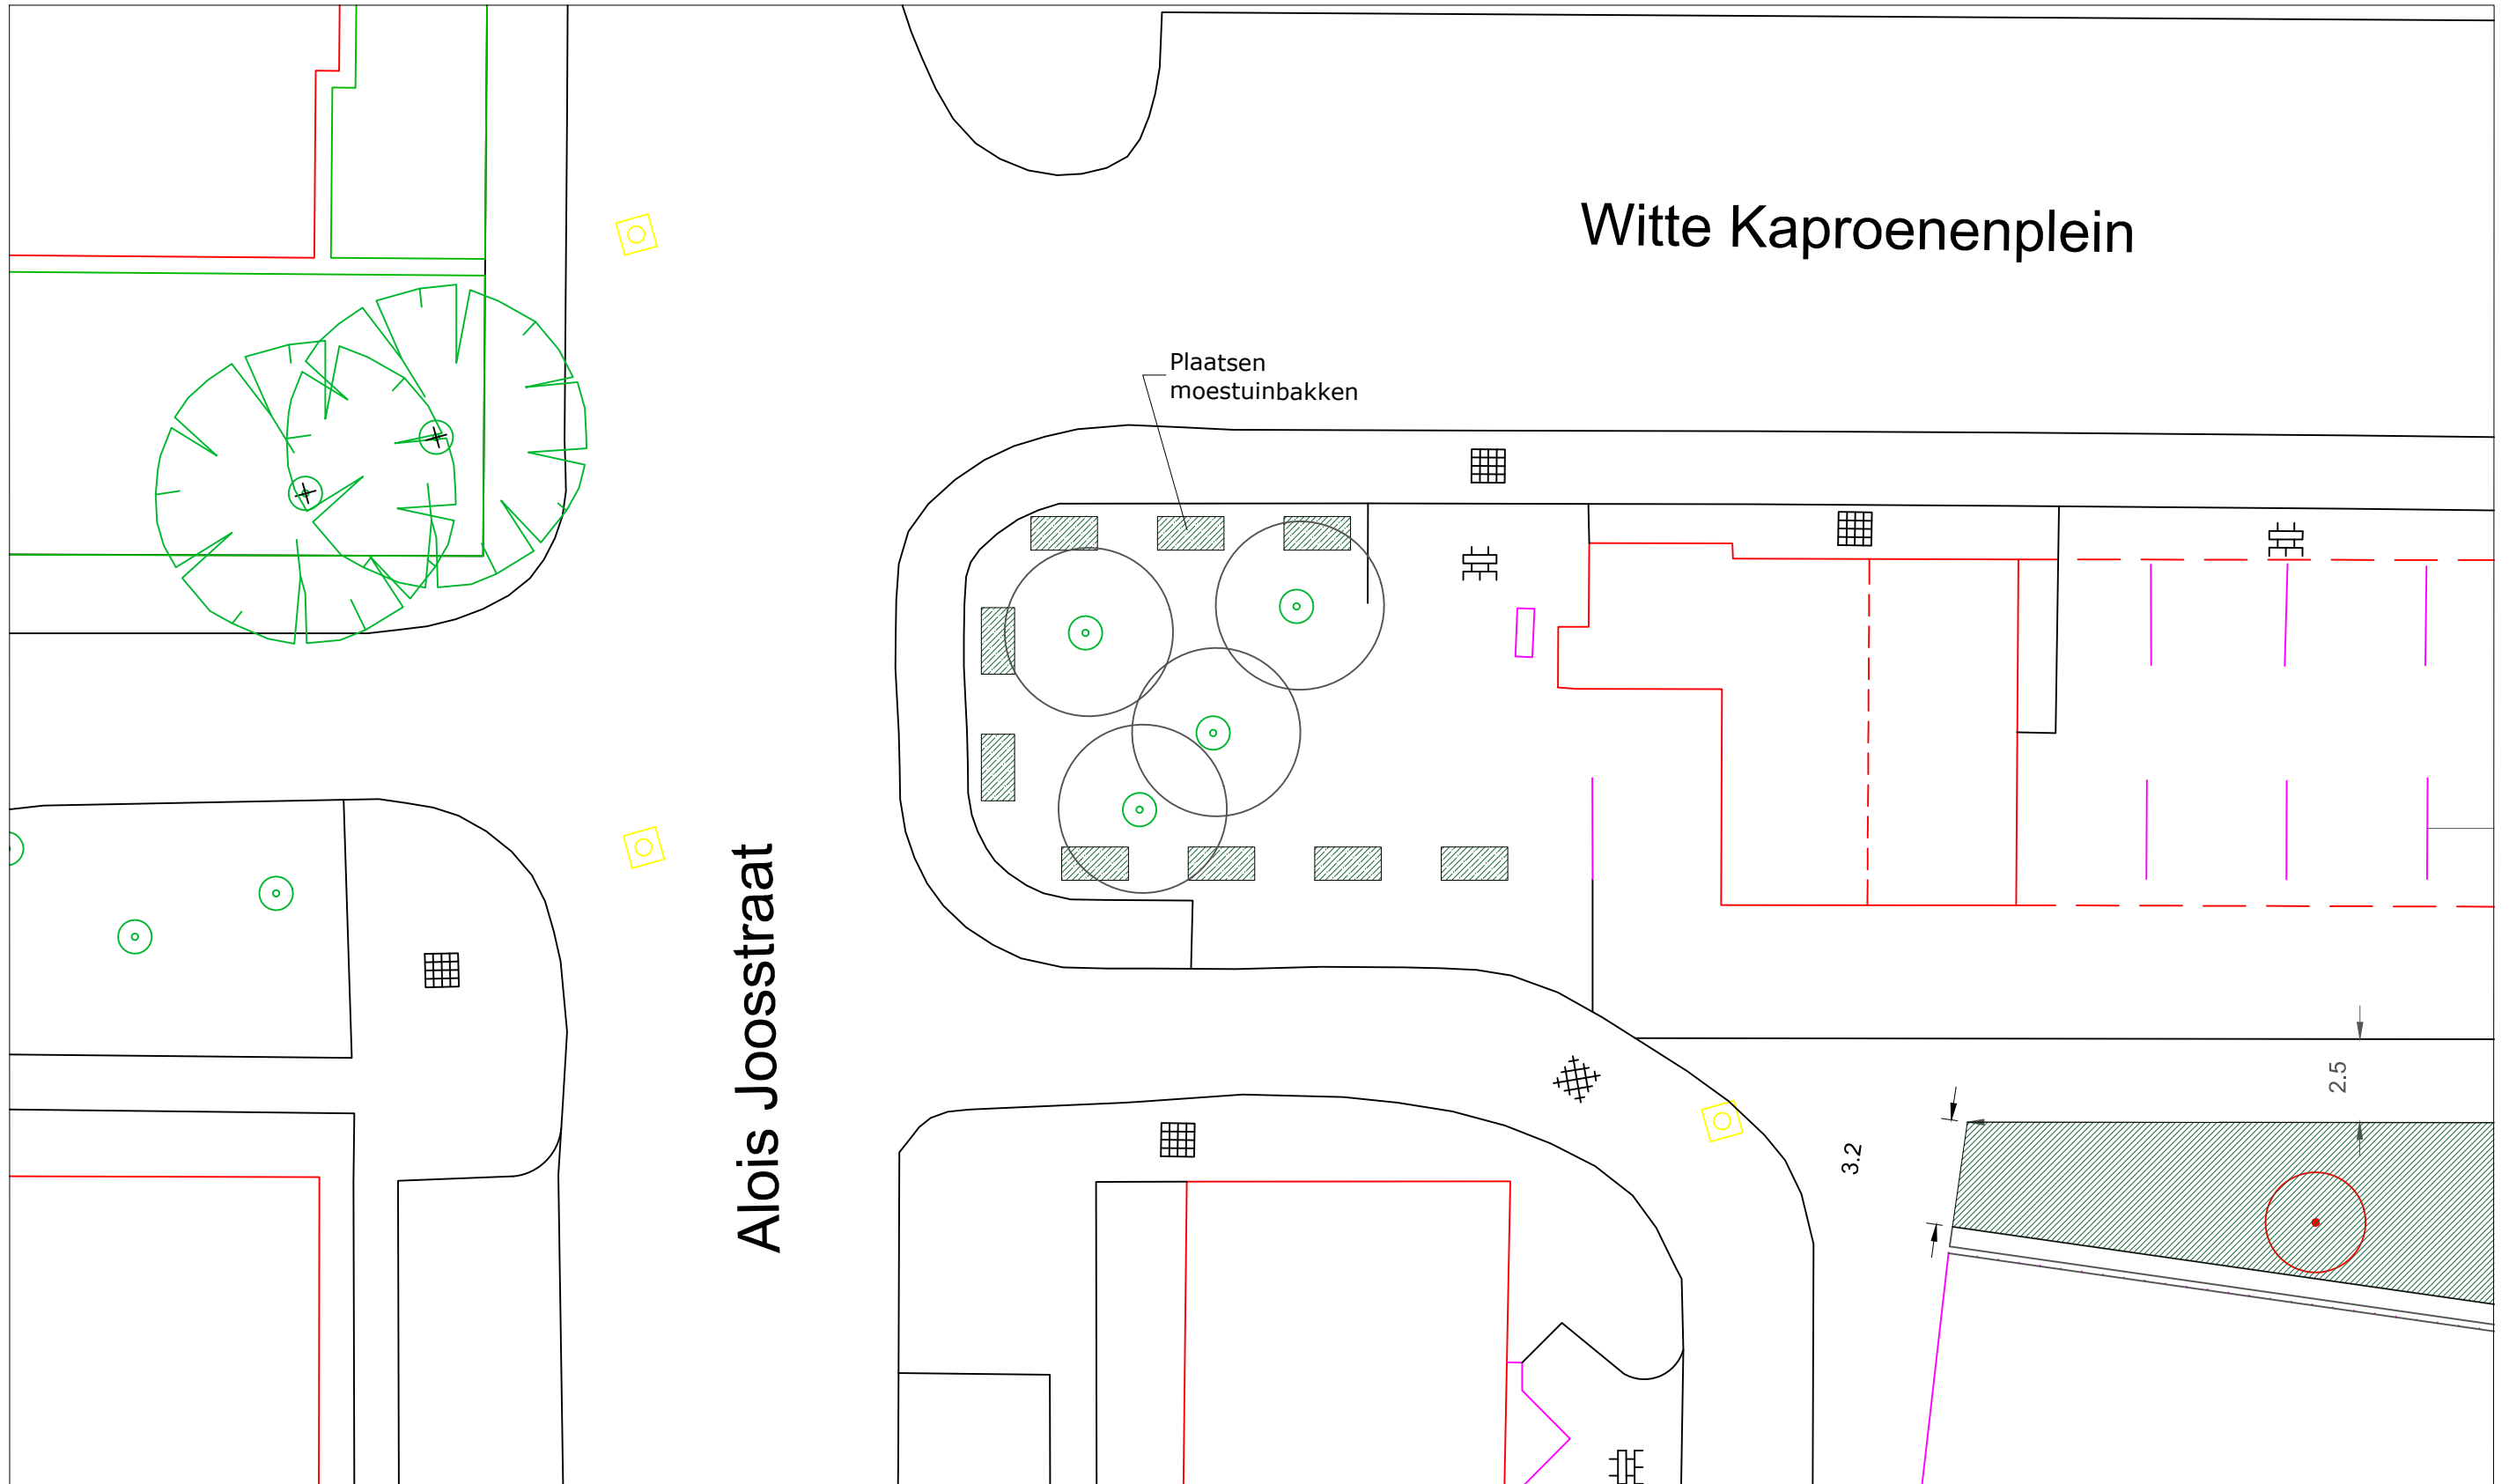 Witte Kaproenenplein
Plaatsen
moestuinbakken
Alois Joosstraat
2.5
3.2